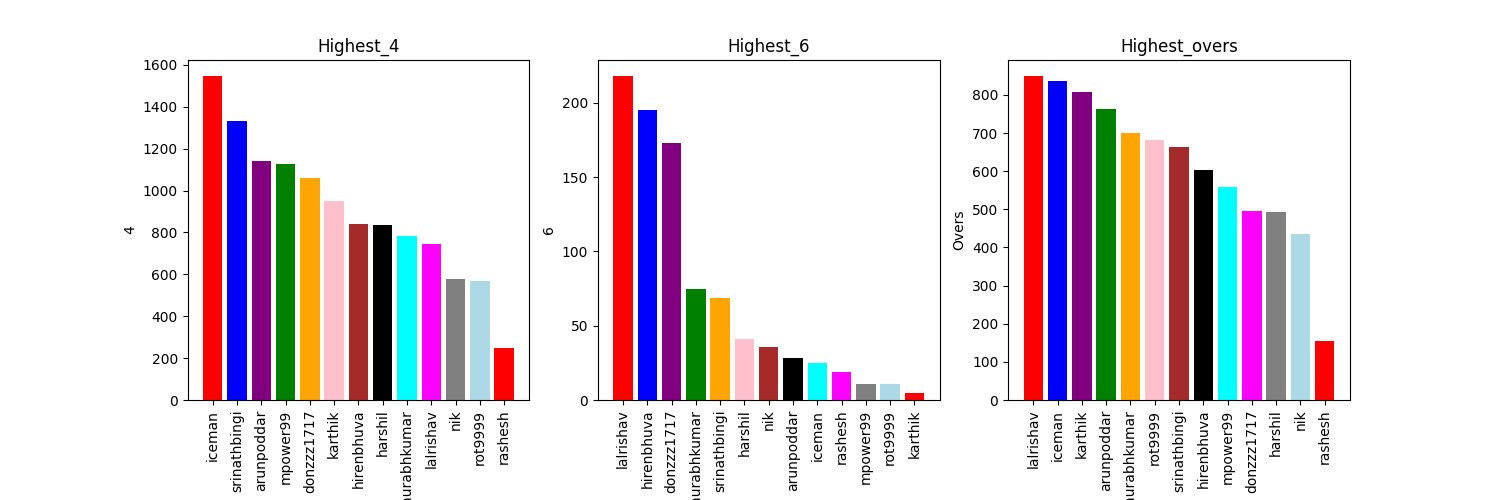 Highest_4
1600
1400
1200
1000
800
600
400
200
0
4
iceman
srinathbingi
arunpoddar
mpower99
donzzz1717
karthik
hirenbhuva
harshil
urabhkumar
lalrishav
nik
rot9999
rashesh
Highest_6
200
150
100
50
0
6
lalrishav
hirenbhuva
donzzz1717
urabhkumar
srinathbingi
harshil
nik
arunpoddar
iceman
rashesh
mpower99
rot9999
karthik
Highest_overs
800
700
600
500
400
300
200
100
0
Overs
lalrishav
iceman
karthik
arunpoddar
urabhkumar
rot9999
srinathbingi
hirenbhuva
mpower99
donzzz1717
harshil
nik
rashesh